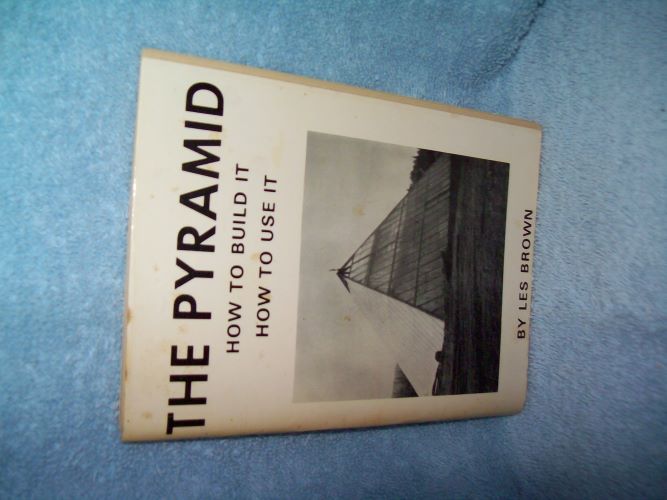 THE PYRAMID
HOW TO BUILD IT
HOW TO USE IT
BY LES BROWN